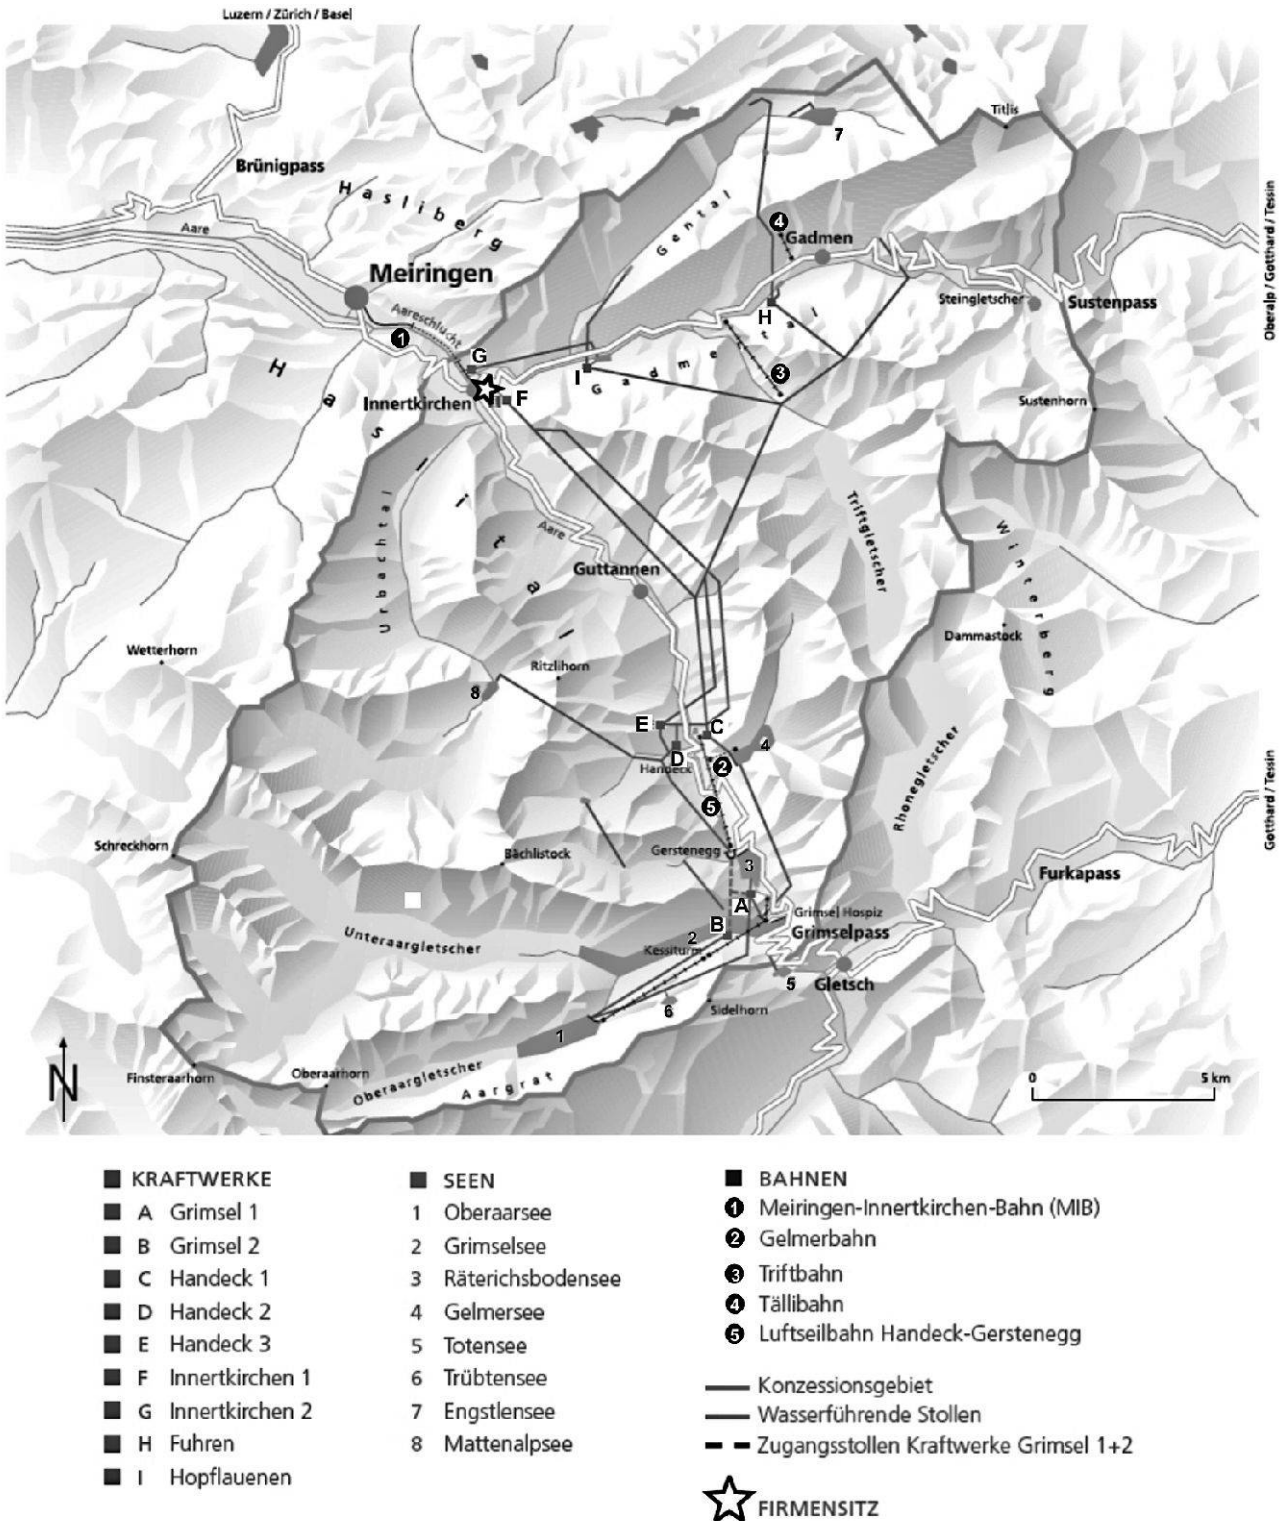 Luzern / Zürich / Basel
Titlis
7
Brünigpass
Hasliberg
Gental
Oberalp / Gotthard / Tessin
Aare
4
Gadmen
Meiringen
Steingletscher
Sustenpass
Aareschlucht
H
1
G
Gadmental
3
I
Innertkirchen
F
Haslital
Sustenhorn
Urbachtal
Aare
Triftgletscher
Winterberg
Guttannen
Dammastock
Wetterhorn
Ritzlihorn
8
E
C
4
D
Handeck
2
Rhonegletscher
5
Gotthard / Tessin
Schreckhorn
Bächlistock
Gerstenegg
3
Furkapass
A
Grimsel Hospiz
B
Grimselpass
Unteraargletscher
2
Kessiturm
5
Gletsch
6
Sidelhorn
1
N
Finsteraarhorn
Oberaarhorn
Oberaargletscher
Aargrat
0 5 km
KRAFTWERKE
A Grimsel 1
B Grimsel 2
C Handeck 1
D Handeck 2
E Handeck 3
F Innertkirchen 1
G Innertkirchen 2
H Fuhren
I Hopflauenen
SEEN
1 Oberaarsee
2 Grimselsee
3 Räterichsbodensee
4 Gelmersee
5 Totensee
6 Trübtensee
7 Engstlensee
8 Mattenalpsee
BAHNEN
1 Meiringen-Innertkirchen-Bahn (MIB)
2 Gelmerbahn
3 Triftbahn
4 Tällibahn
5 Luftseilbahn Handeck-Gerstenegg
Konzessionsgebiet
Wasserführende Stollen
Zugangsstollen Kraftwerke Grimsel 1+2
FIRMENSITZ